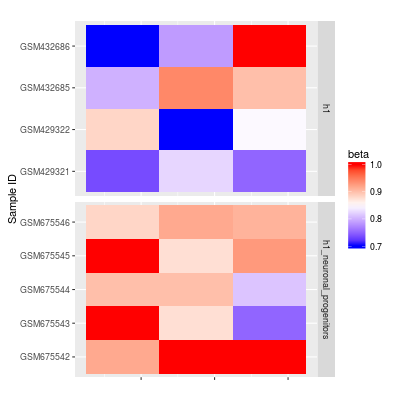 Sample ID
GSM432686
GSM432685
GSM429322
GSM429321
h1
GSM675546
GSM675545
GSM675544
GSM675543
GSM675542
h1_neuronal_progenitors
beta
1.0
0.9
0.8
0.7